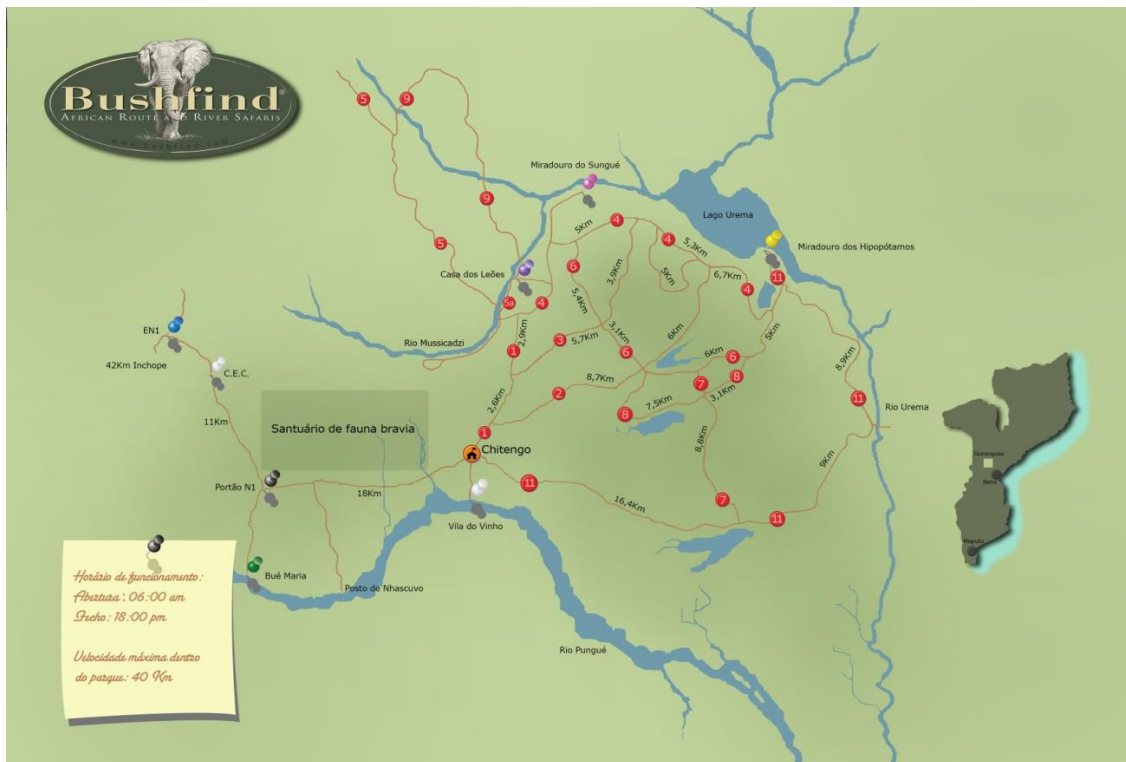 Bushfind®
AFRICAN ROUTE AND RIVER SAFARIS
www.bushfind.com
5
9
Miradouro do Sungué
9
5Km
4
Lago Urema
4
5,3Km
Miradouro dos Hipopótamos
5
6
3,9Km
5Km
6,7Km
11
Casa dos Leões
5,4Km
4
5a
4
EN1
3,1Km
6Km
5Km
Rio Mussicadzi
2,9Km
3
5,7Km
8,9Km
42Km Inchope
C.E.C.
1
6
6Km
6
8,7Km
7
8
2
3,1Km
11
2,6Km
7,5Km
Rio Urema
11Km
8
Santuário de fauna bravia
1
Chitengo
8,8Km
9Km
Gorongosa
Beira
Portão N1
18Km
11
16,4Km
7
11
Vila do Vinho
Maputo
Bué Maria
Posto de Nhascuvo
Horário de funcionamento:
Abertura: 06:00 am
Fecho: 18:00 pm
Velocidade máxima dentro
do parque: 40 Km
Rio Pungué